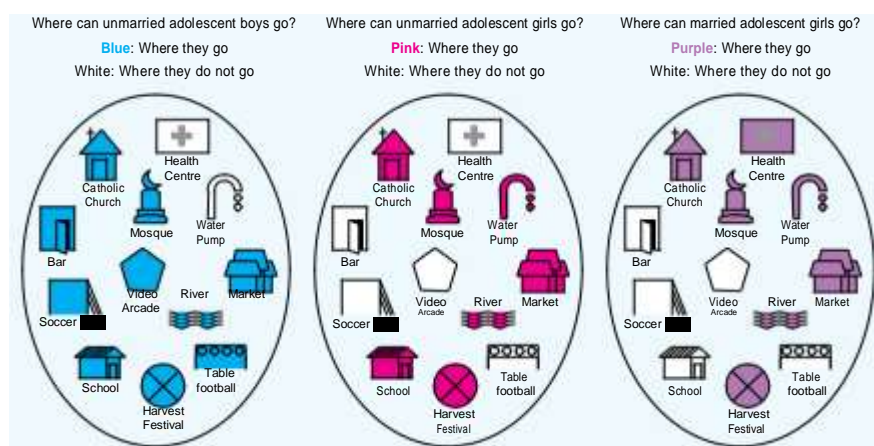 Where can unmarried adolescent boys go?
Blue: Where they go
White: Where they do not go
Health
Centre
Catholic
Church
Mosque
Water
Pump
Bar
Video
Arcade
River
Market
Soccer
School
Table
football
Harvest
Festival
Where can unmarried adolescent girls go?
Pink: Where they go
White: Where they do not go
Health
Centre
Catholic
Church
Mosque
Water
Pump
Bar
Video
Arcade
River
Market
Soccer
School
Table
football
Harvest
Festival
Where can married adolescent girls go?
Purple: Where they go
White: Where they do not go
Health
Centre
Catholic
Church
Mosque
Water
Pump
Bar
Video
Arcade
River
Market
Soccer
School
Table
football
Harvest
Festival